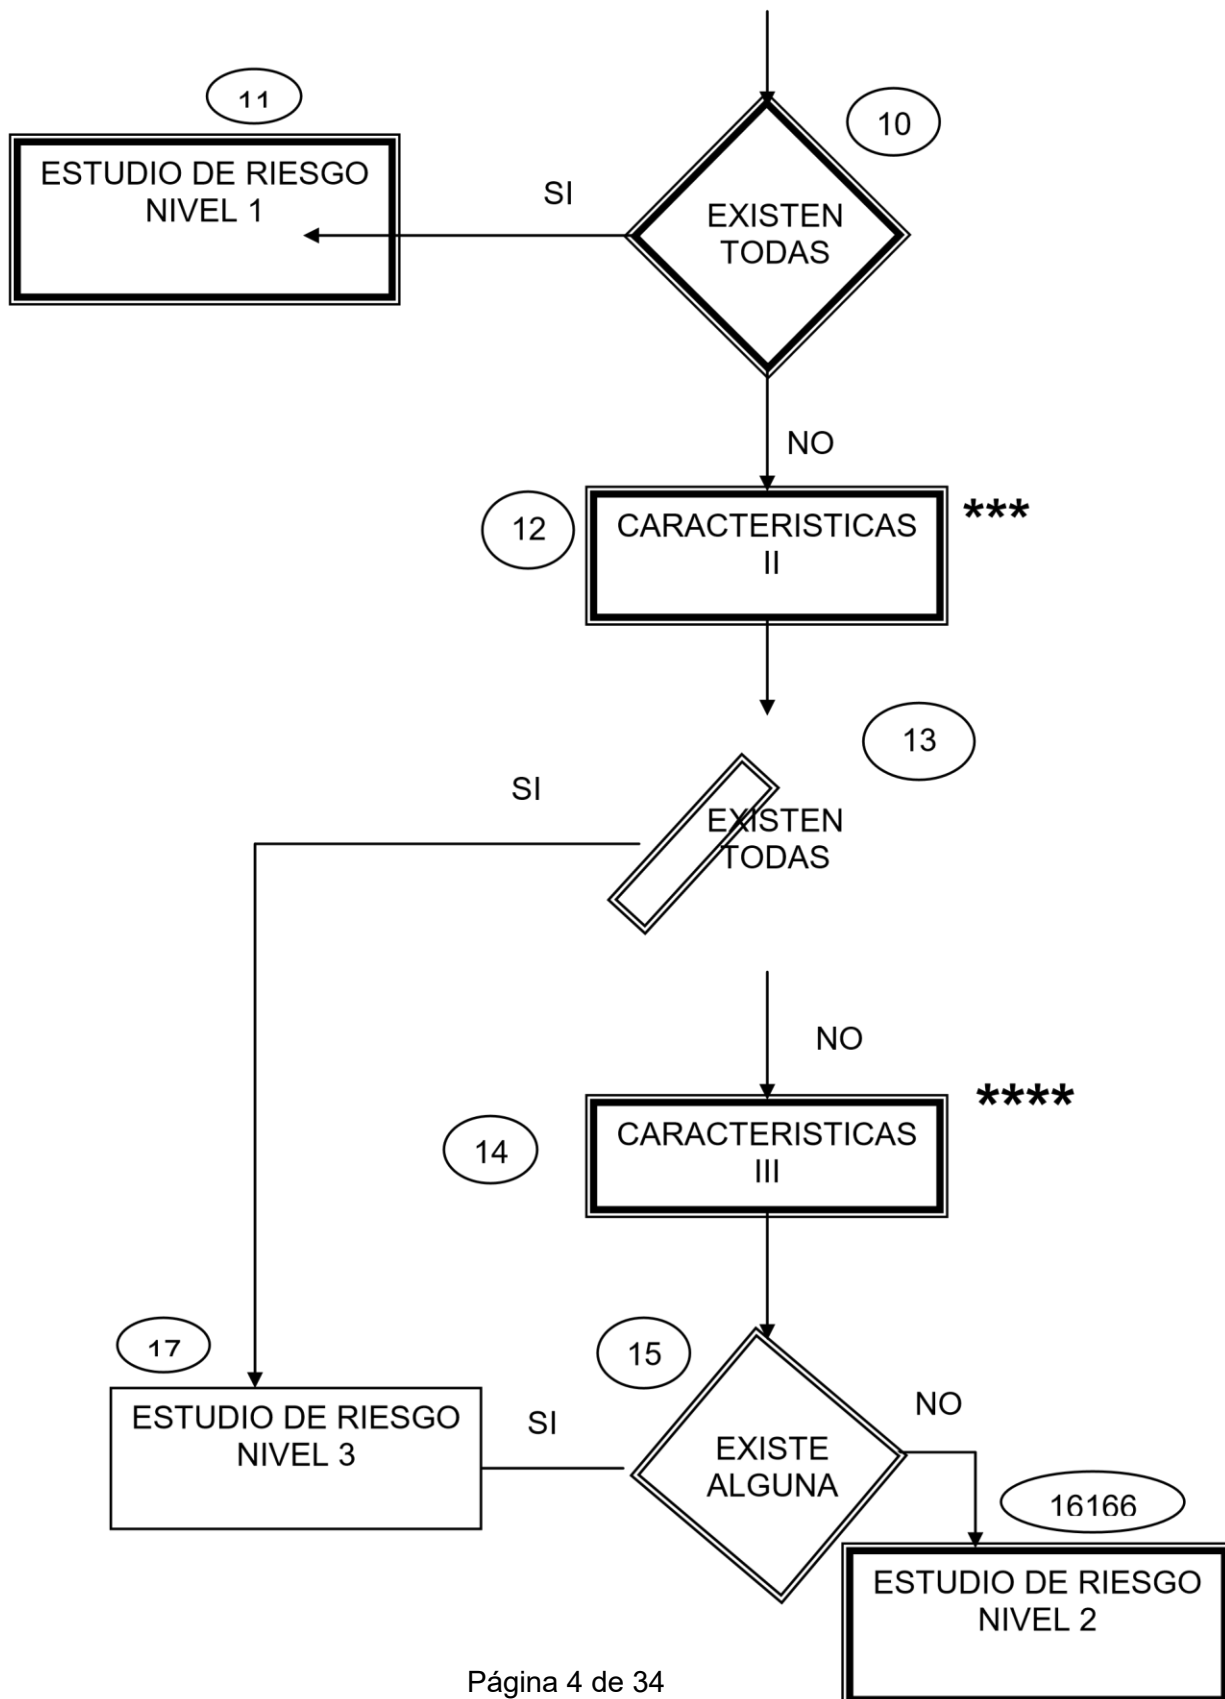 11
10
ESTUDIO DE RIESGO
NIVEL 1
SI
EXISTEN
TODAS
NO
12
CARACTERISTICAS
II
***
13
SI
EXISTEN
TODAS
NO
****
14
CARACTERISTICAS
III
17
15
ESTUDIO DE RIESGO
NIVEL 3
SI
EXISTE
ALGUNA
NO
16166
ESTUDIO DE RIESGO
NIVEL 2
Página 4 de 34